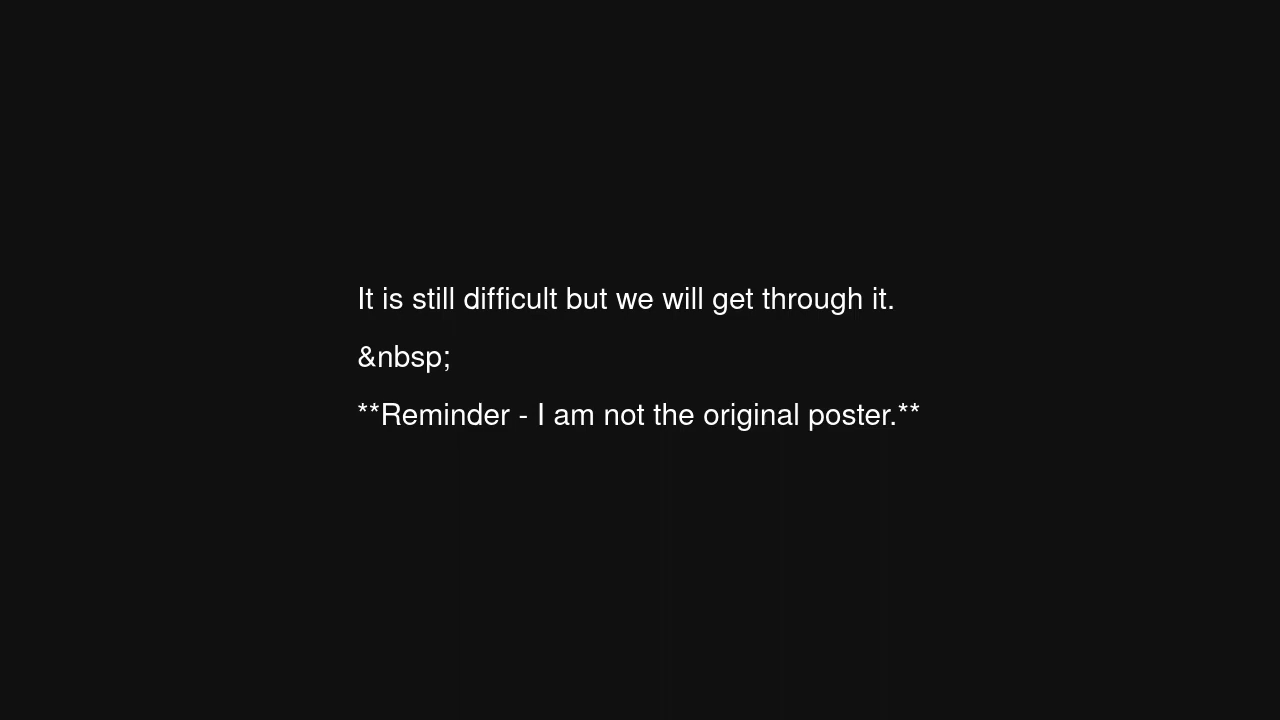 It is still difficult but we will get through it.
&nbsp;
**Reminder - I am not the original poster.**